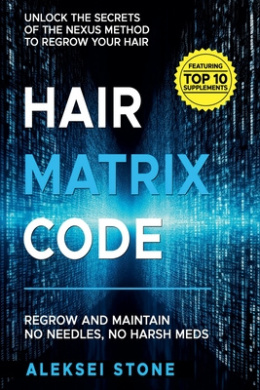 UNLOCK THE SECRETS
OF THE NEXUS METHOD
TO REGROW YOUR HAIR
FEATURING
TOP 10
SUPPLEMENTS
HAIR
MATRIX
CODE
REGROW AND MAINTAIN
NO NEEDLES, NO HARSH MEDS
ALEKSEI STONE